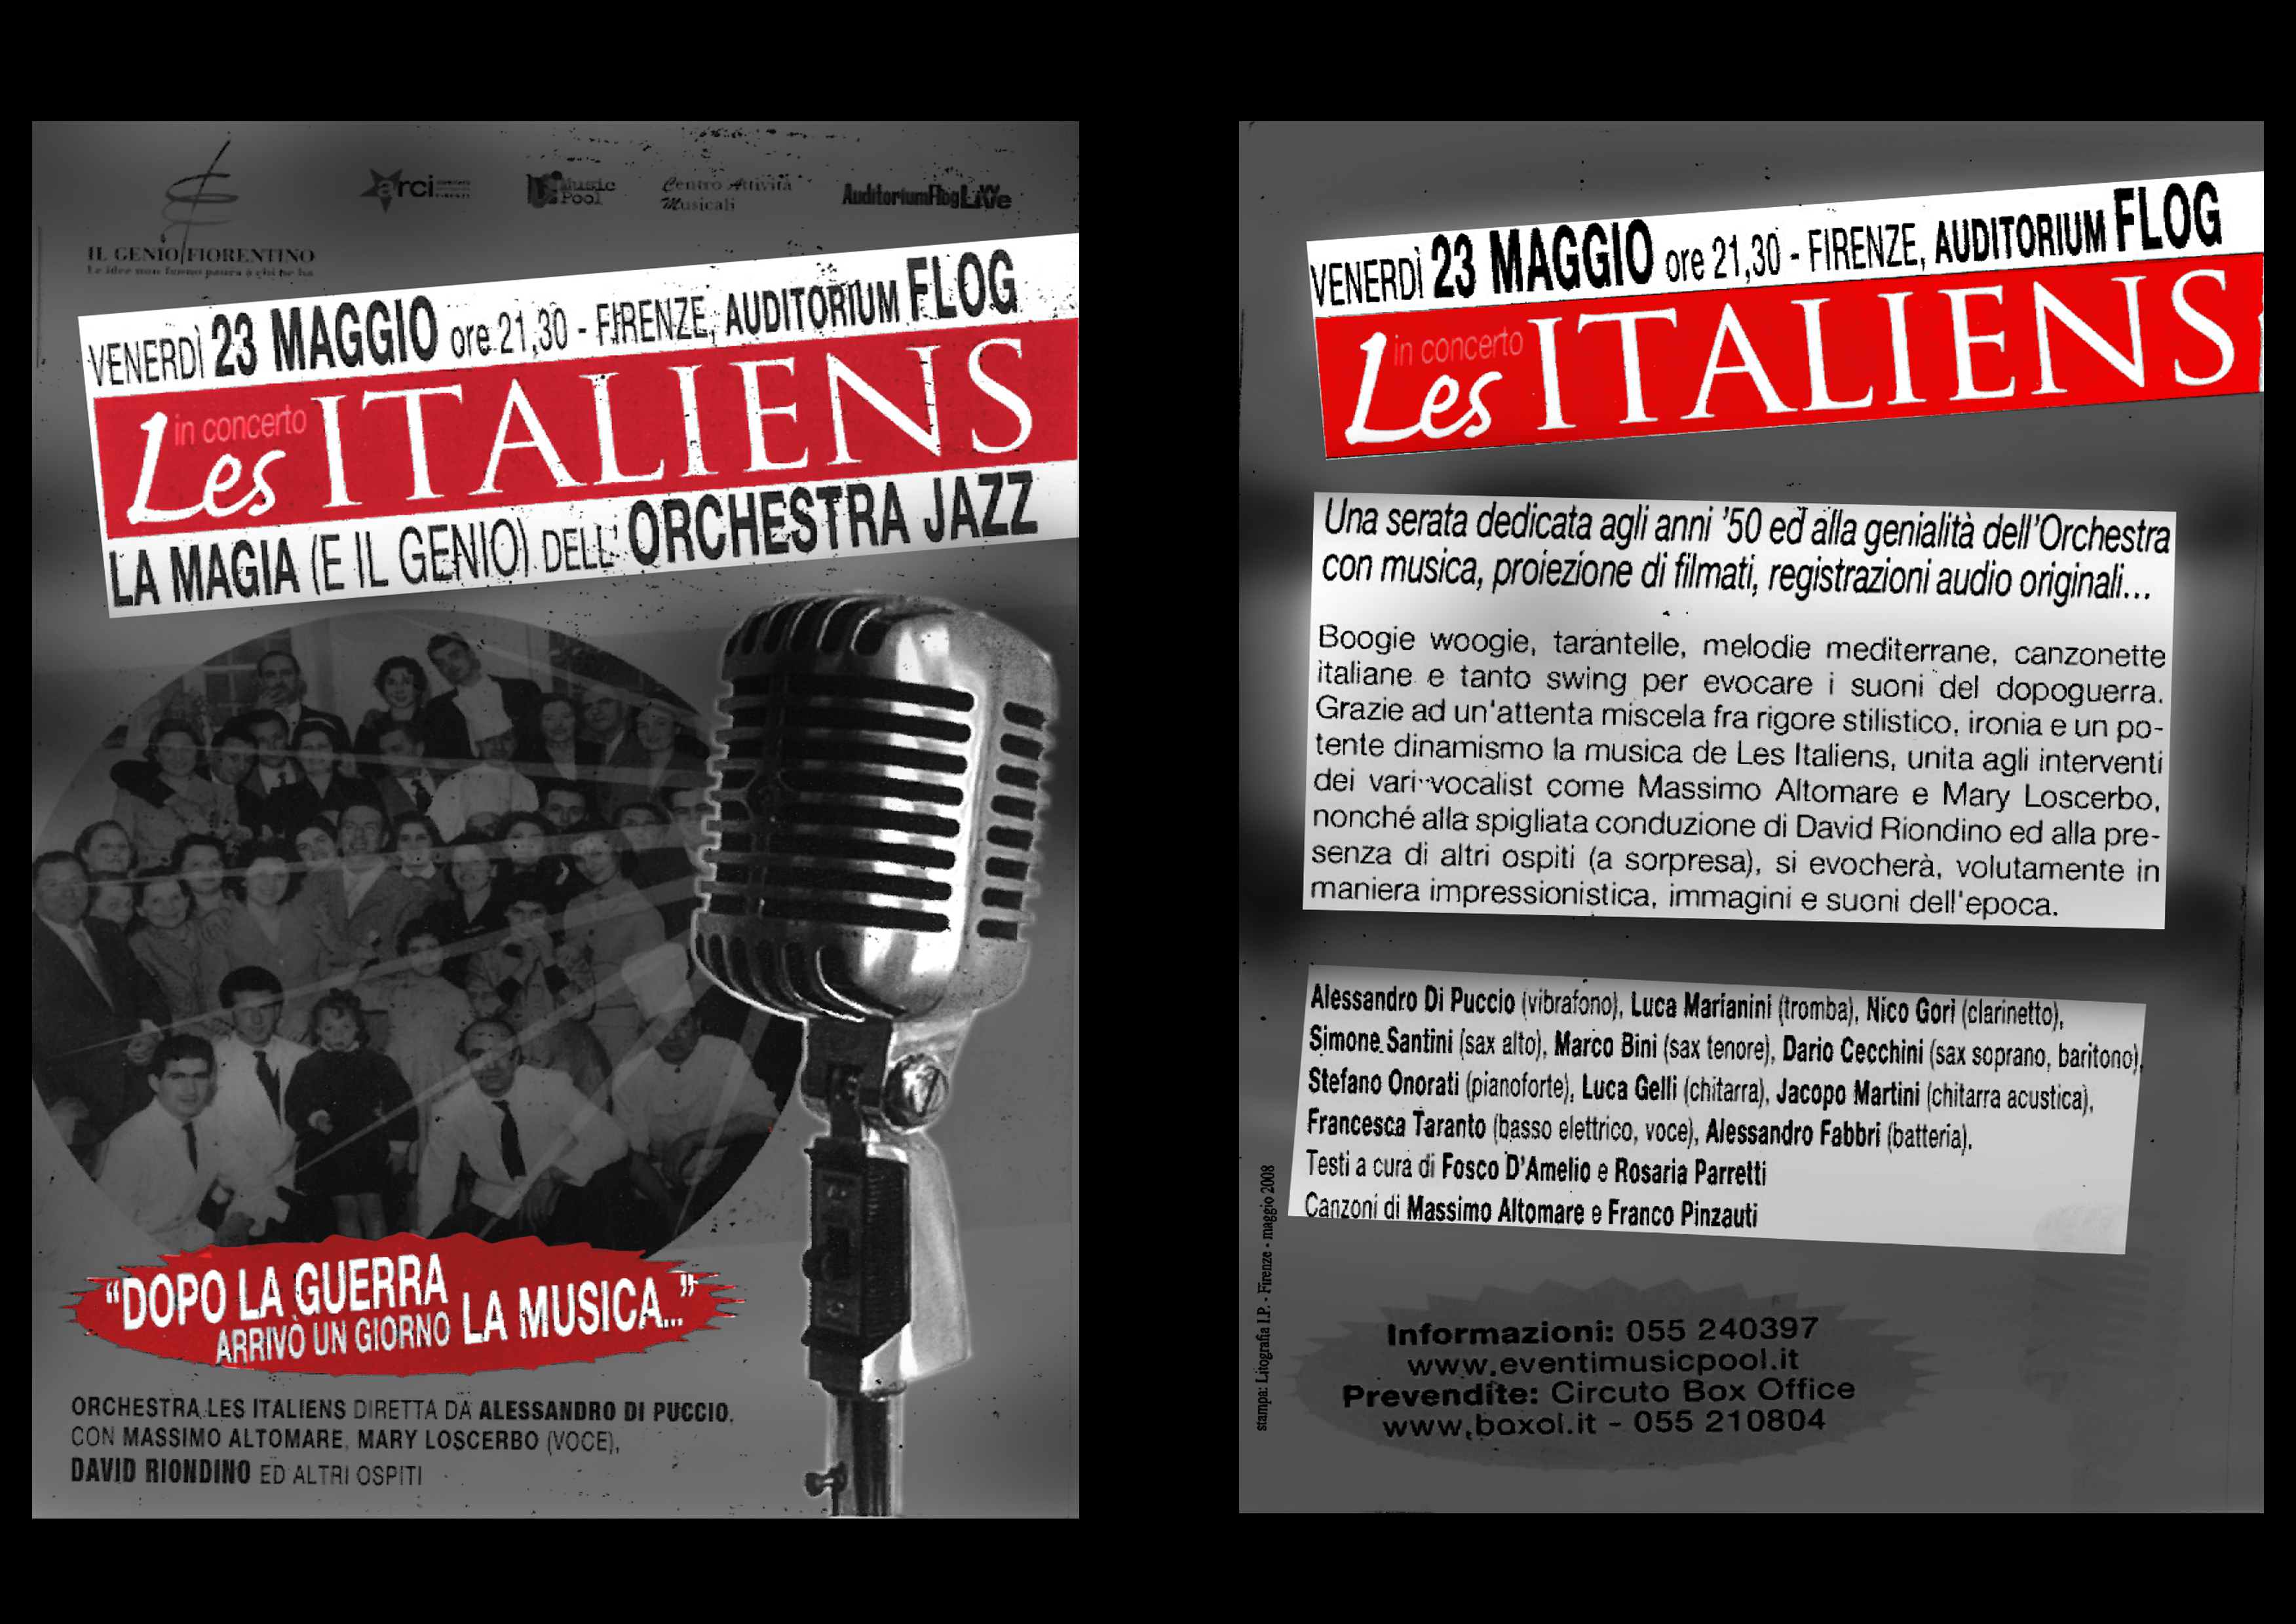 IL GENIO FIORENTINO
Le idee non fanno paura a chi ne ha
arci
Music Pool
Centro Attività Musicali
AuditoriumFlogLive
VENERDÌ 23 MAGGIO ore 21,30 - FIRENZE, AUDITORIUM FLOG
in concerto
Les ITALIENS
LA MAGIA (E IL GENIO) DELL' ORCHESTRA JAZZ
“DOPO LA GUERRA
ARRIVÒ UN GIORNO LA MUSICA...”
ORCHESTRA LES ITALIENS DIRETTA DA ALESSANDRO DI PUCCIO,
CON MASSIMO ALTOMARE, MARY LOSCERBO (VOCE),
DAVID RIONDINO ED ALTRI OSPITI
VENERDÌ 23 MAGGIO ore 21,30 - FIRENZE, AUDITORIUM FLOG
in concerto
Les ITALIENS
Una serata dedicata agli anni '50 ed alla genialità dell'Orchestra
con musica, proiezione di filmati, registrazioni audio originali...
Boogie woogie, tarantelle, melodie mediterrane, canzonette
italiane e tanto swing per evocare i suoni del dopoguerra.
Grazie ad un'attenta miscela fra rigore stilistico, ironia e un po-
tente dinamismo la musica de Les Italiens, unita agli interventi
dei vari vocalist come Massimo Altomare e Mary Loscerbo,
nonché alla spigliata conduzione di David Riondino ed alla pre-
senza di altri ospiti (a sorpresa), si evocherà, volutamente in
maniera impressionistica, immagini e suoni dell'epoca.
Alessandro Di Puccio (vibrafono), Luca Marianini (tromba), Nico Gori (clarinetto),
Simone Santini (sax alto), Marco Bini (sax tenore), Dario Cecchini (sax soprano, baritono),
Stefano Onorati (pianoforte), Luca Gelli (chitarra), Jacopo Martini (chitarra acustica),
Francesca Taranto (basso elettrico, voce), Alessandro Fabbri (batteria),
Testi a cura di Fosco D'Amelio e Rosaria Parretti
Canzoni di Massimo Altomare e Franco Pinzauti
stampa: Litografia I.P. - Firenze - maggio 2008
Informazioni: 055 240397
www.eventimusicpool.it
Prevendite: Circuto Box Office
www.boxol.it - 055 210804